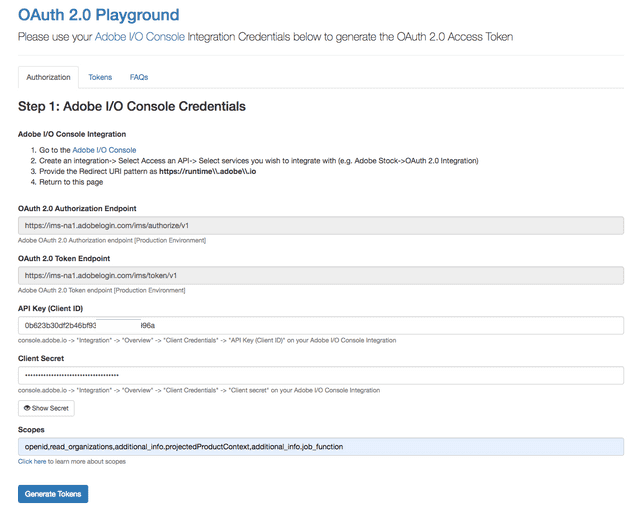 OAuth 2.0 Playground
Please use your Adobe I/O Console Integration Credentials below to generate the OAuth 2.0 Access Token
Authorization Tokens FAQs
Step 1: Adobe I/O Console Credentials
Adobe I/O Console Integration
1. Go to the Adobe I/O Console
2. Create an integration-> Select Access an API-> Select services you wish to integrate with (e.g. Adobe Stock->OAuth 2.0 Integration)
3. Provide the Redirect URI pattern as https://runtime\\.adobe\\.io
4. Return to this page
OAuth 2.0 Authorization Endpoint
https://ims-na1.adobelogin.com/ims/authorize/v1
Adobe OAuth 2.0 Authorization endpoint [Production Environment]
OAuth 2.0 Token Endpoint
https://ims-na1.adobelogin.com/ims/token/v1
Adobe OAuth 2.0 Token endpoint [Production Environment]
API Key (Client ID)
0b623b30df2b46bf93 96a
console.adobe.io -> "Integration" -> "Overview" -> "Client Credentials" -> "API Key (Client ID)" on your Adobe I/O Console Integration
Client Secret
console.adobe.io -> "Integration" -> "Overview" -> "Client Credentials" -> "Client secret" on your Adobe I/O Console Integration
Show Secret
Scopes
openid,read_organizations,additional_info.projectedProductContext,additional_info.job_function
Click here to learn more about scopes
Generate Tokens